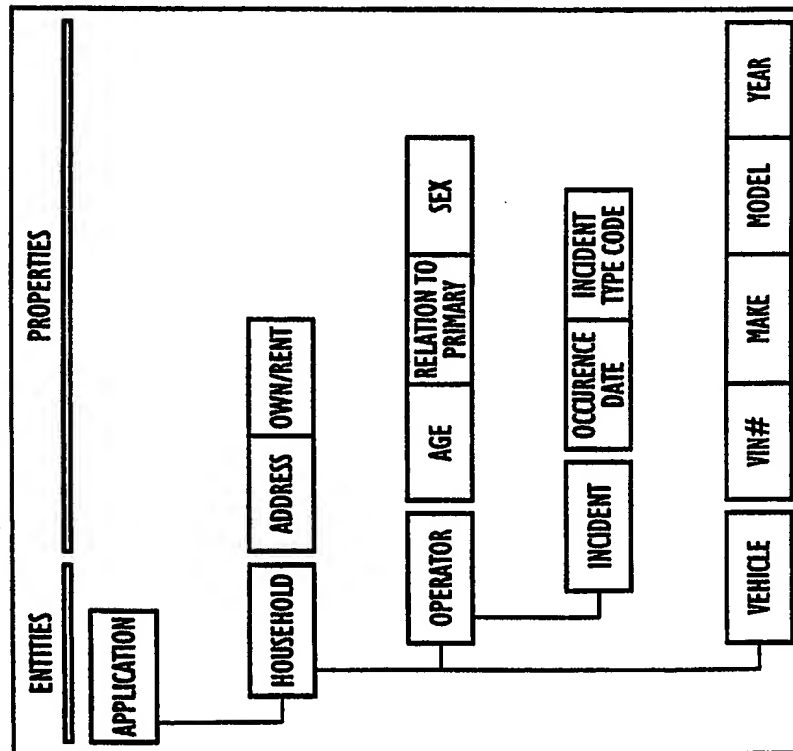 ENTITIES
PROPERTIES
APPLICATION
HOUSEHOLD
ADDRESS
OWN/RENT
OPERATOR
AGE
RELATION TO
PRIMARY
SEX
INCIDENT
OCCURENCE
DATE
INCIDENT
TYPE CODE
VEHICLE
VIN#
MAKE
MODEL
YEAR